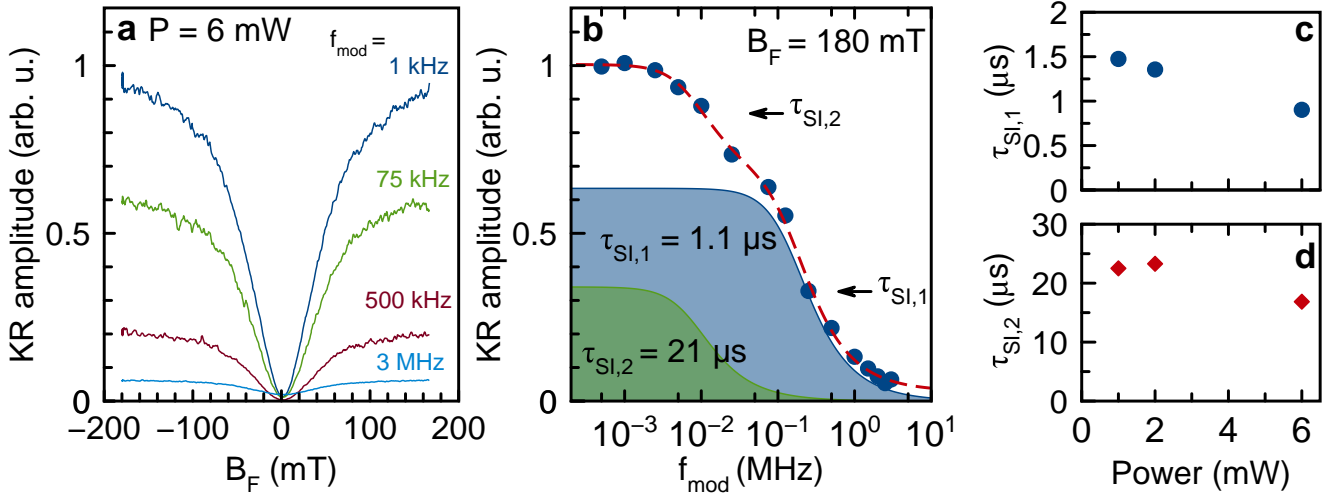 a P = 6 mW
f_mod =
1 kHz
75 kHz
500 kHz
3 MHz
KR amplitude (arb. u.)
1
0.5
0
−200 −100 0 100 200
B_F (mT)
b
B_F = 180 mT
τ_SI,2
τ_SI,1
τ_SI,1 = 1.1 µs
τ_SI,2 = 21 µs
KR amplitude (arb. u.)
1
0.5
0
10⁻³ 10⁻² 10⁻¹ 10⁰ 10¹
f_mod (MHz)
c
τ_SI,1 (µs)
2
1.5
1
0.5
0
d
τ_SI,2 (µs)
30
20
10
0
0 2 4 6
Power (mW)